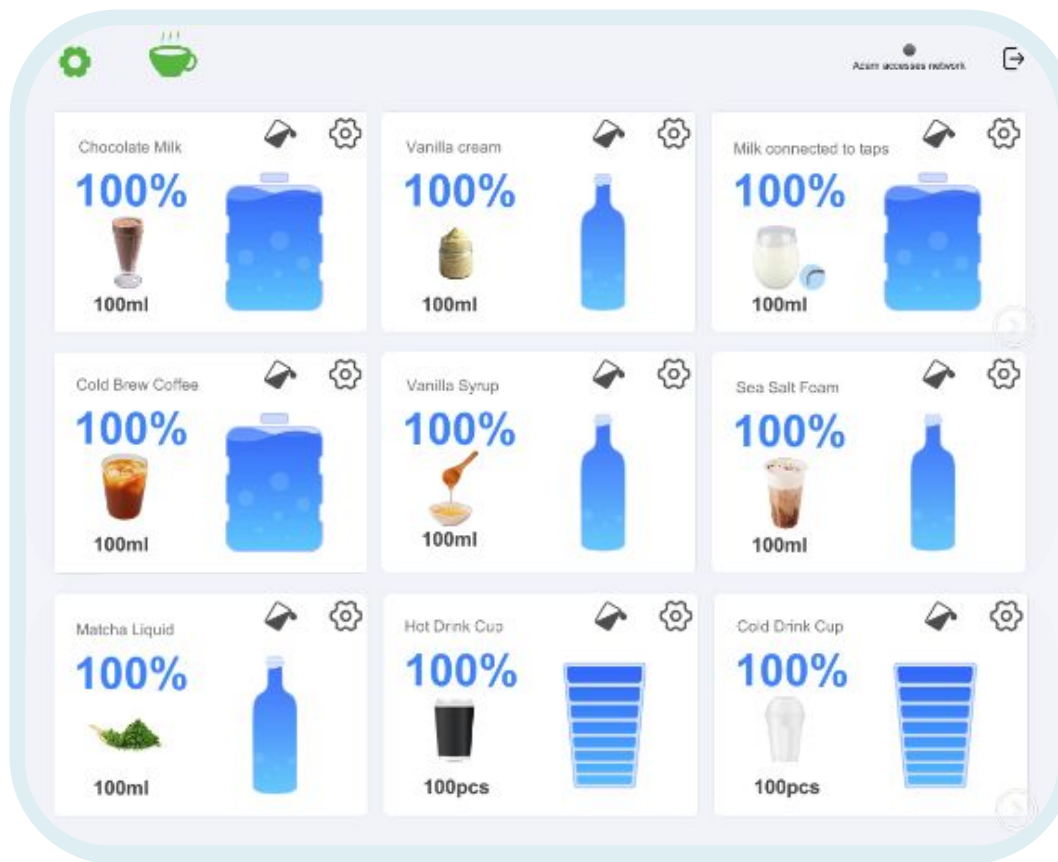 accesses network
Chocolate Milk
100%
100ml
Vanilla cream
100%
100ml
Milk connected to taps
100%
100ml
Cold Brew Coffee
100%
100ml
Vanilla Syrup
100%
100ml
Sea Salt Foam
100%
100ml
Matcha Liquid
100%
100ml
Hot Drink Cup
100%
100pcs
Cold Drink Cup
100%
100pcs